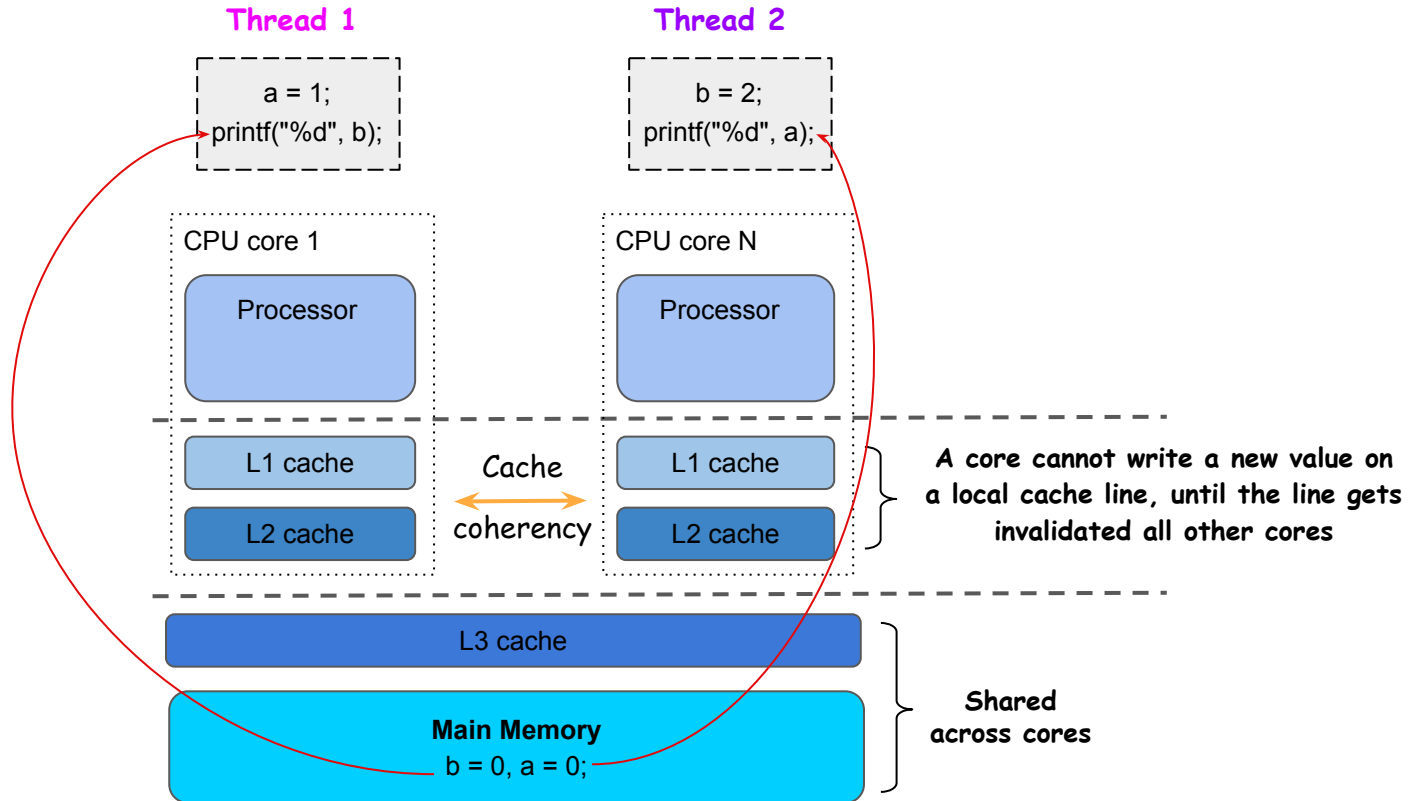 Thread 1
Thread 2
a = 1;
printf("%d", b);
b = 2;
printf("%d", a);
CPU core 1
Processor
CPU core N
Processor
L1 cache
L2 cache
Cache
coherency
L1 cache
L2 cache
A core cannot write a new value on
a local cache line, until the line gets
invalidated all other cores
L3 cache
Main Memory
b = 0, a = 0;
Shared
across cores